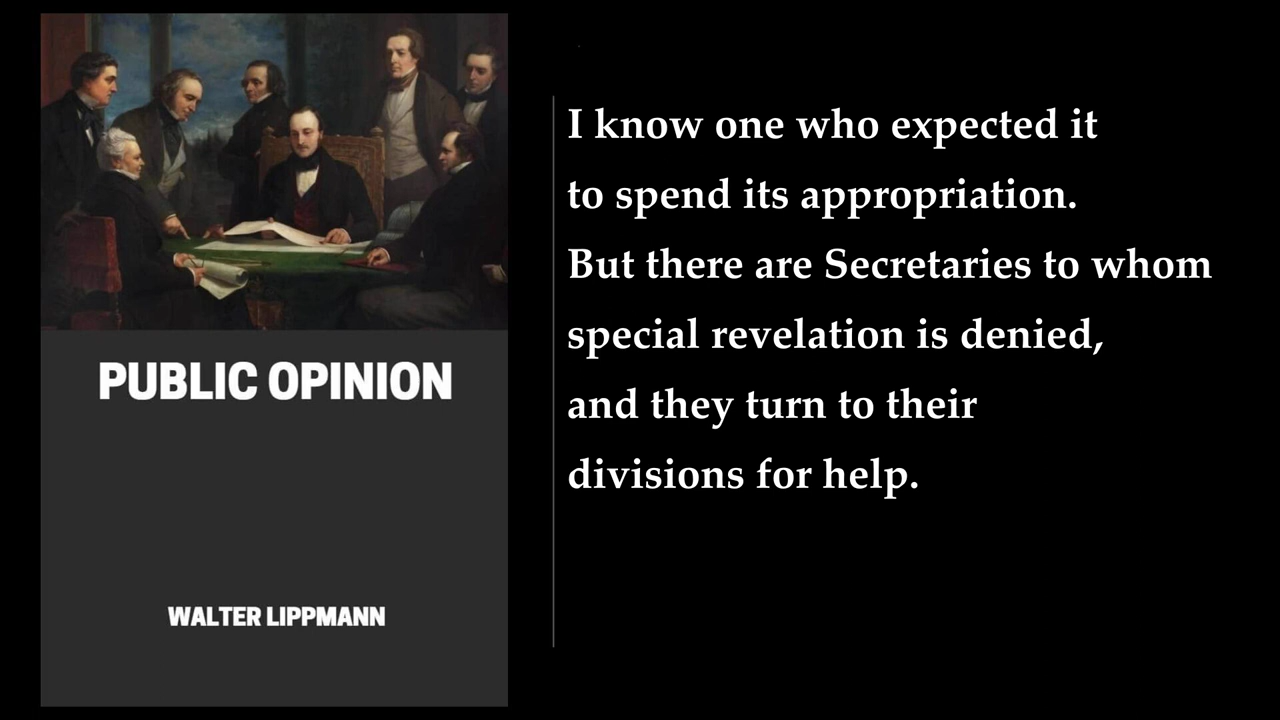 PUBLIC OPINION
WALTER LIPPMANN
I know one who expected it
to spend its appropriation.
But there are Secretaries to whom
special revelation is denied,
and they turn to their
divisions for help.